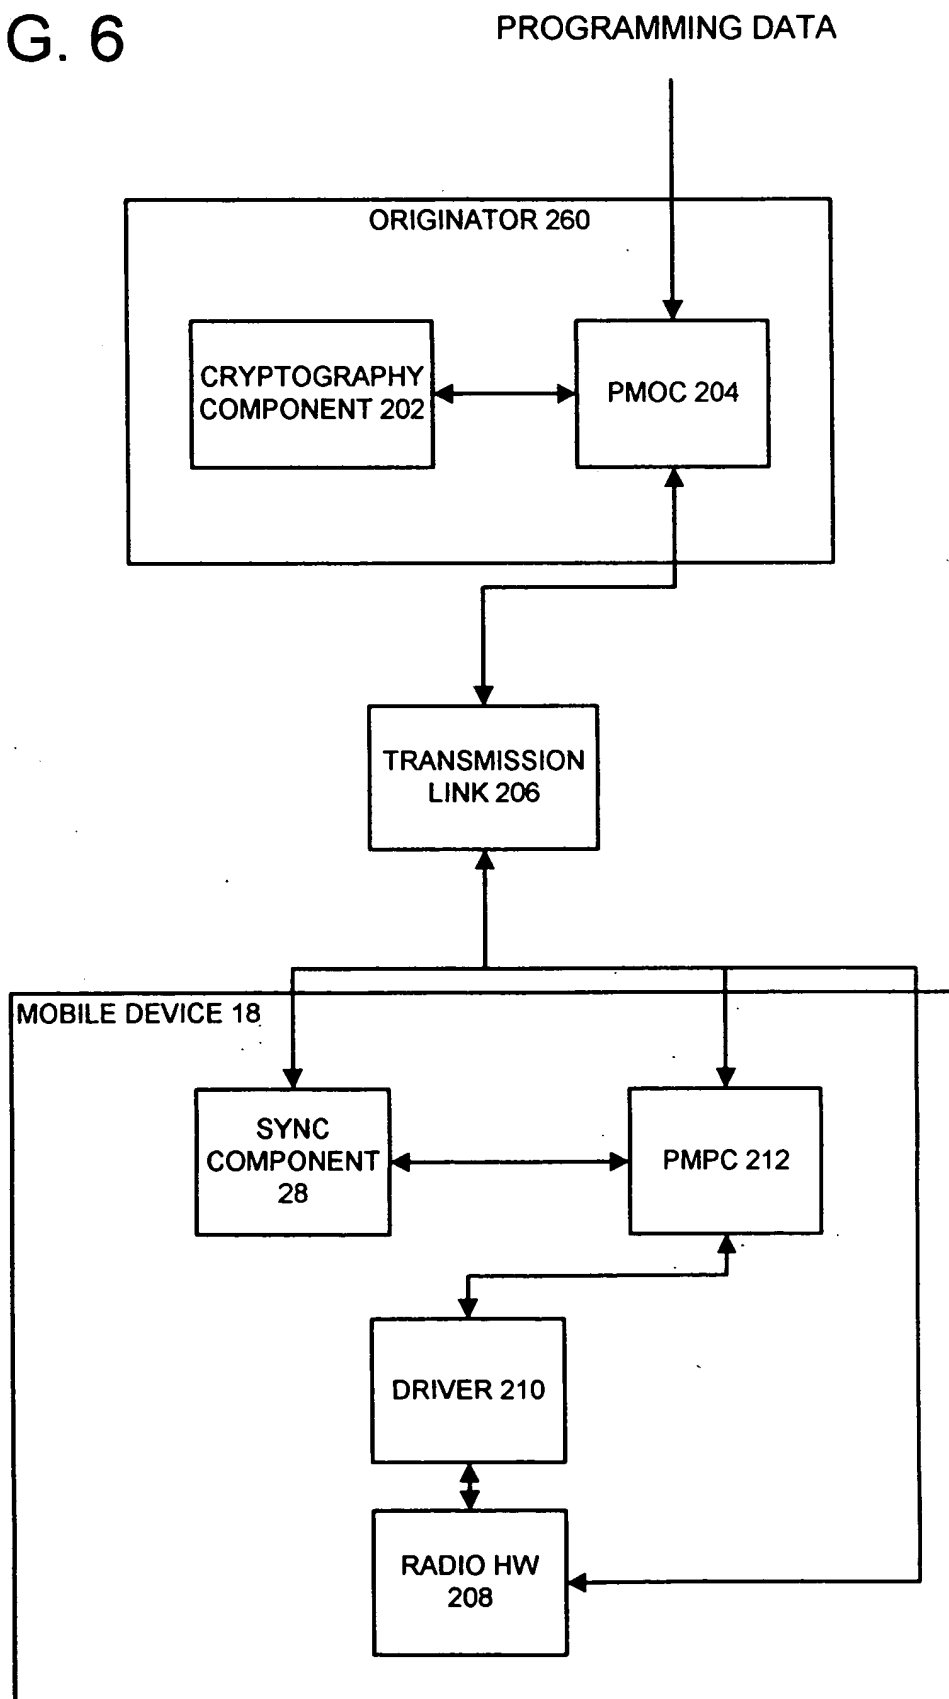 G. 6
PROGRAMMING DATA
ORIGINATOR 260
CRYPTOGRAPHY
COMPONENT 202
PMOC 204
TRANSMISSION
LINK 206
MOBILE DEVICE 18
SYNC
COMPONENT
28
PMPC 212
DRIVER 210
RADIO HW
208